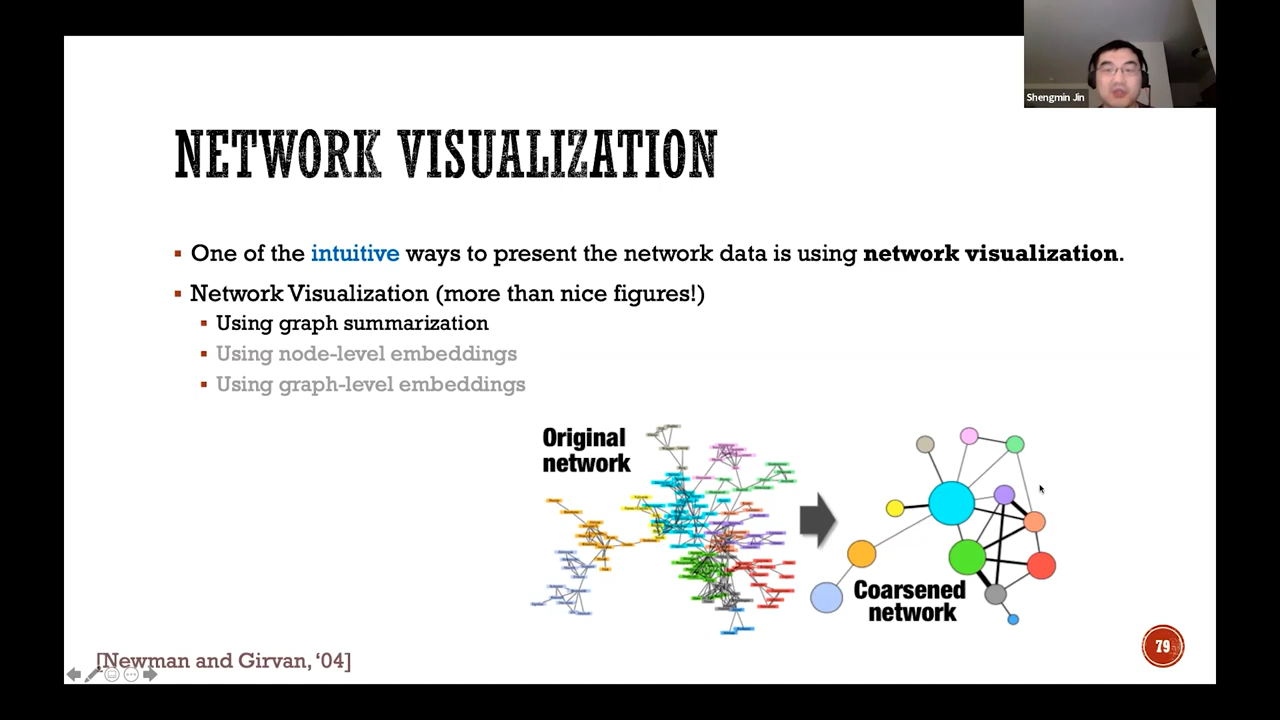 Shengmin Jin
NETWORK VISUALIZATION
One of the intuitive ways to present the network data is using network visualization.
Network Visualization (more than nice figures!)
Using graph summarization
Using node-level embeddings
Using graph-level embeddings
Original
network
Coarsened
network
79
[Newman and Girvan, ‘04]